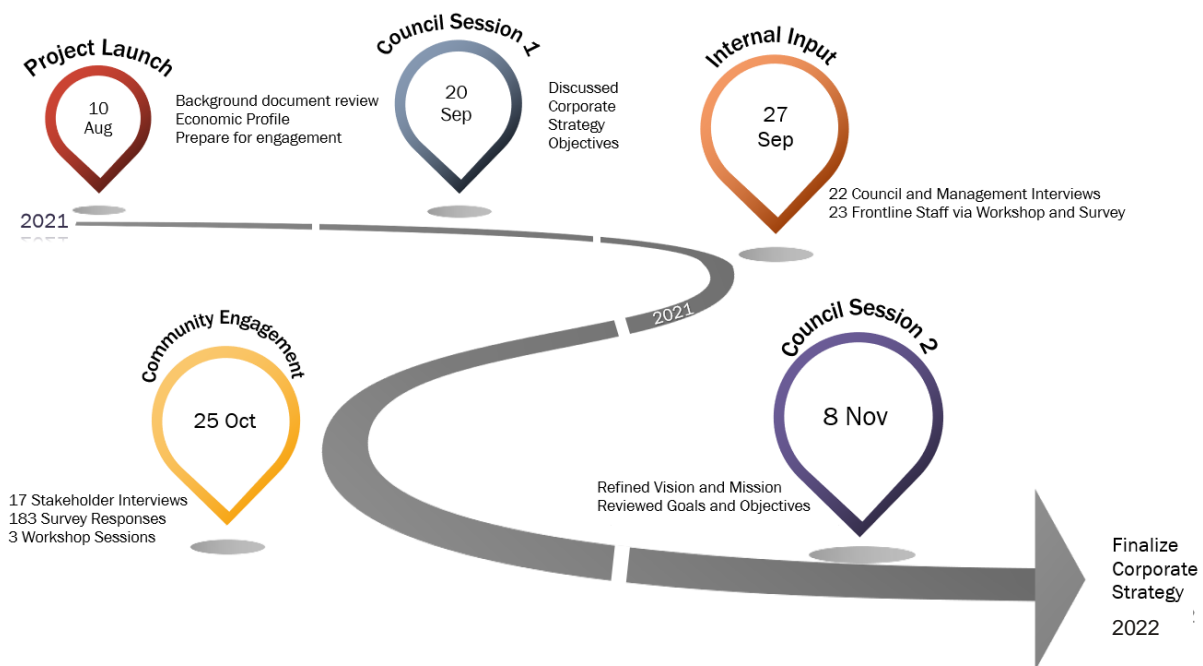 Project Launch
10
Aug
Background document review
Economic Profile
Prepare for engagement
Council Session 1
20
Sep
Discussed
Corporate
Strategy
Objectives
Internal Input
27
Sep
22 Council and Management Interviews
23 Frontline Staff via Workshop and Survey
2021
2021
Community Engagement
25 Oct
17 Stakeholder Interviews
183 Survey Responses
3 Workshop Sessions
Council Session 2
8 Nov
Refined Vision and Mission
Reviewed Goals and Objectives
Finalize
Corporate
Strategy
2022